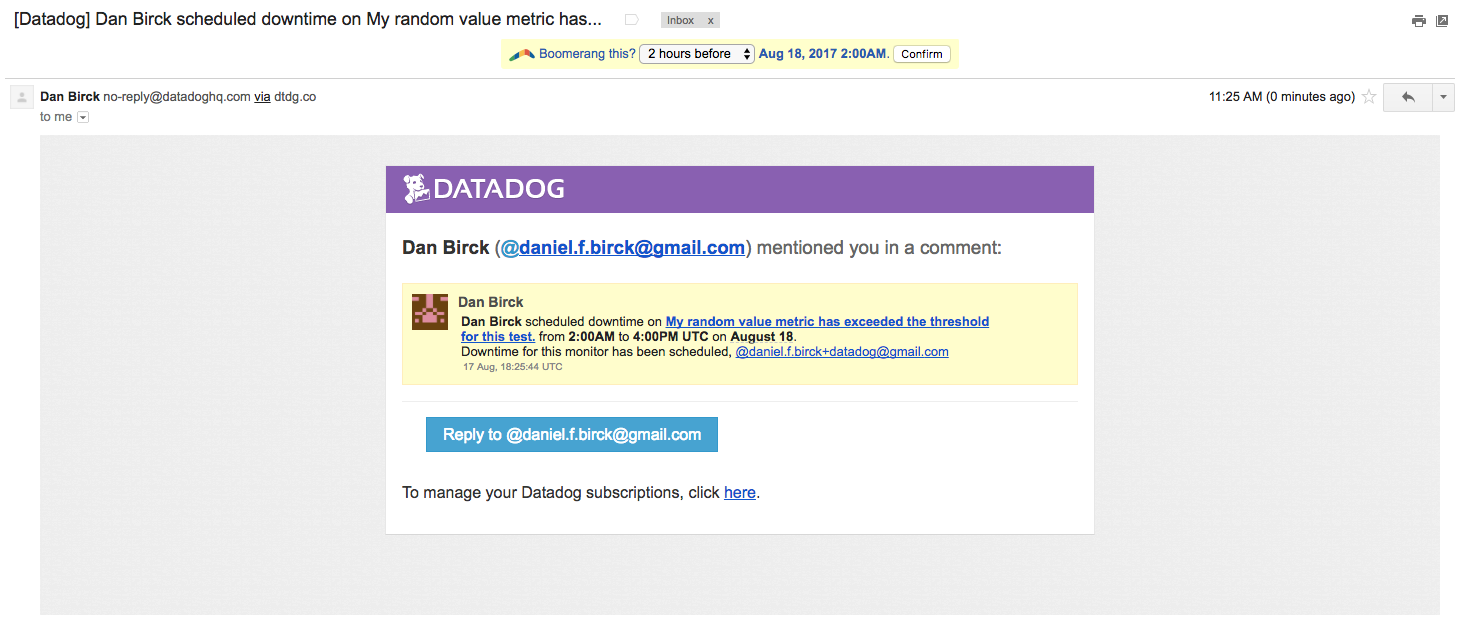 [Datadog] Dan Birck scheduled downtime on My random value metric has... Inbox x
Boomerang this? 2 hours before Aug 18, 2017 2:00AM. Confirm
Dan Birck no-reply@datadoghq.com via dtdg.co 11:25 AM (0 minutes ago)
to me
DATADOG
Dan Birck (@daniel.f.birck@gmail.com) mentioned you in a comment:
Dan Birck
Dan Birck scheduled downtime on My random value metric has exceeded the threshold
for this test. from 2:00AM to 4:00PM UTC on August 18.
Downtime for this monitor has been scheduled, @daniel.f.birck+datadog@gmail.com
17 Aug, 18:25:44 UTC
Reply to @daniel.f.birck@gmail.com
To manage your Datadog subscriptions, click here.